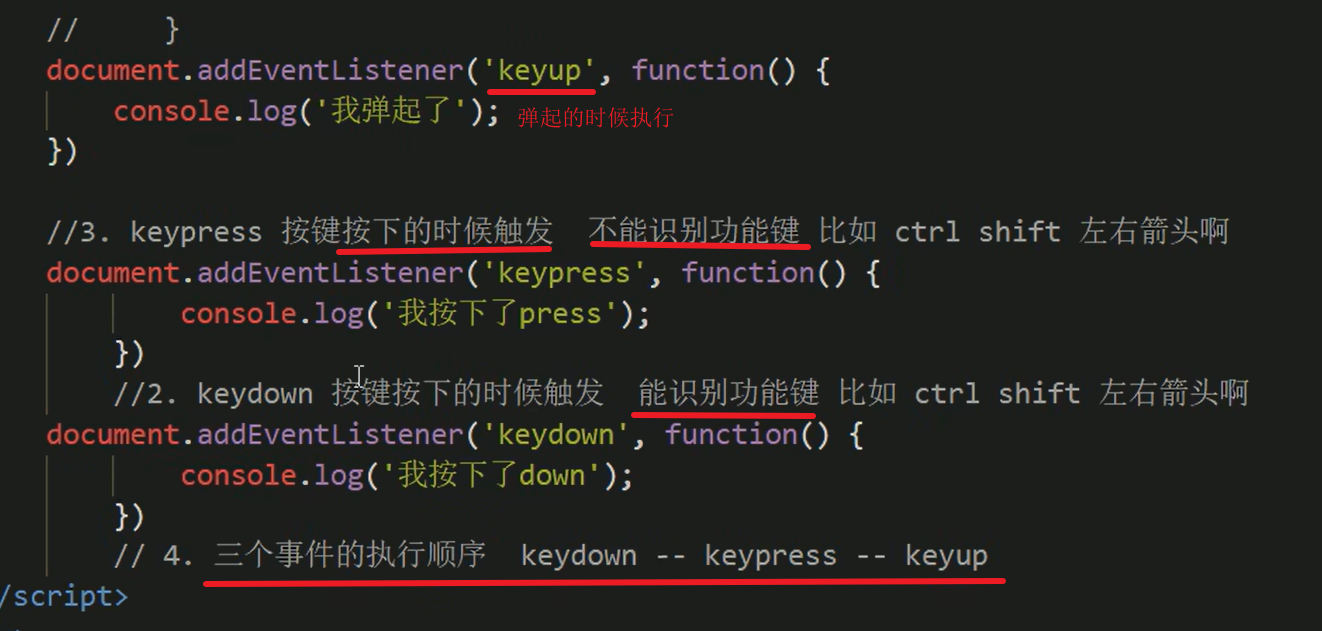 //     }
document.addEventListener('keyup', function() {
console.log('我弹起了'); 弹起的时候执行
})
//3. keypress 按键按下的时候触发  不能识别功能键 比如 ctrl shift 左右箭头啊
document.addEventListener('keypress', function() {
console.log('我按下了press');
})
//2. keydown 按键按下的时候触发  能识别功能键 比如 ctrl shift 左右箭头啊
document.addEventListener('keydown', function() {
console.log('我按下了down');
})
// 4. 三个事件的执行顺序  keydown -- keypress -- keyup
/script>